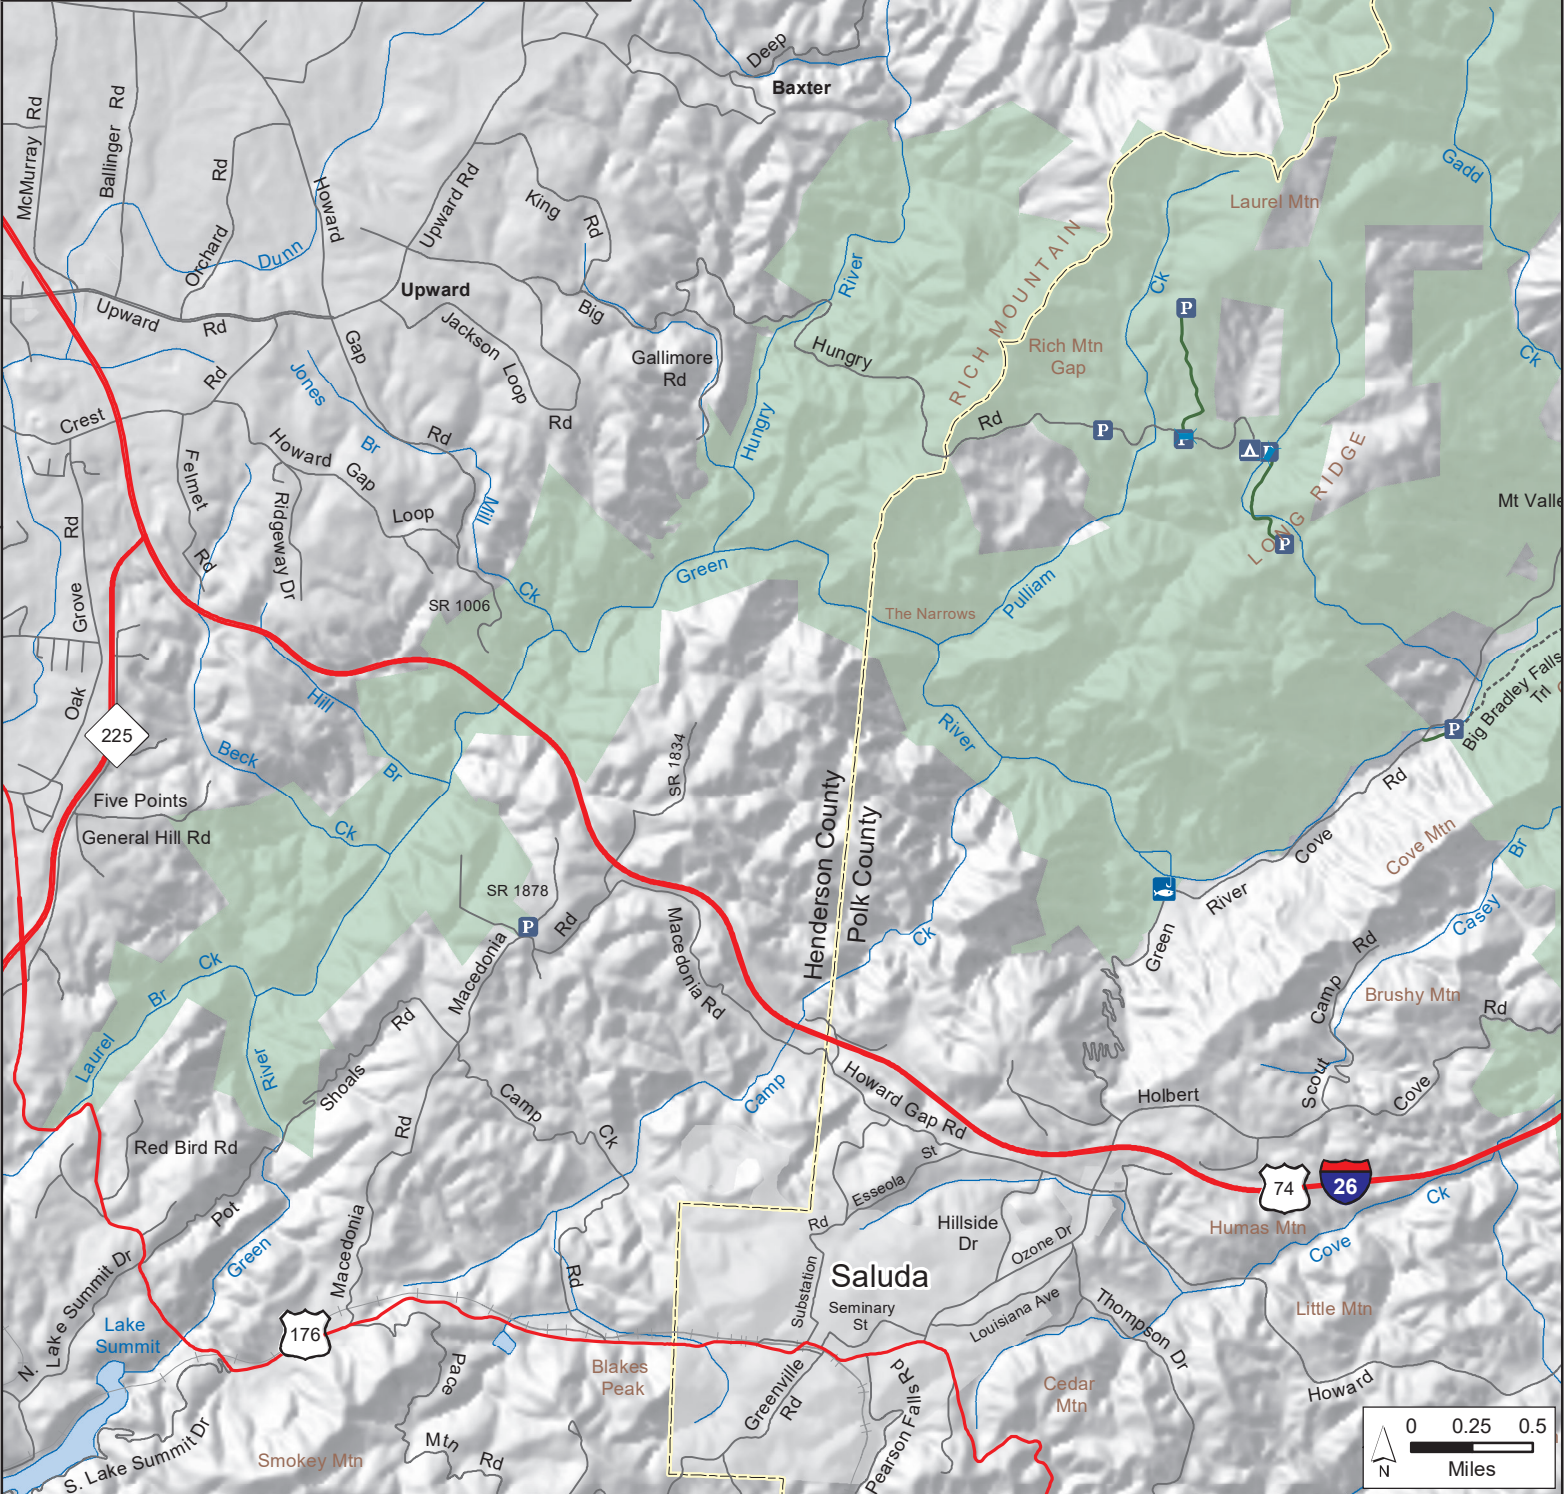 Deep
Baxter
McMurray Rd
Ballinger Rd
Orchard Rd
Howard
Upward Rd
King Rd
Dunn
Gadd
Laurel Mtn
River
Ck
Upward
Upward Rd
Big
Jackson Loop Rd
Gap Rd
Gallimore
Rd
Hungry Rd
RICH MOUNTAIN
Rich Mtn
Gap
P
Ck
Jones Br
Rd
Crest
Hungry
P
P
P
Howard Gap Loop
Felmet Rd
Ridgeway Dr
Mill Ck
LONG RIDGE
Mt Valle
P
Oak Grove Rd
SR 1006
Green
The Narrows
Pulliam
Hill Br
225
Beck Ck
SR 1834
River
P
Big Bradley Falls
Trl
Five Points
General Hill Rd
Henderson County
Polk County
Green River Cove Rd
Cove Mtn
Br
Casey
SR 1878
P
Macedonia Rd
Macedonia Rd
Ck
Camp
Laurel Br Ck
River
Brushy Mtn
Scout Camp Rd
Rd
Cove
Holbert
Shoals Rd
Pot
Camp Ck Rd
Howard Gap Rd
Red Bird Rd
Macedonia Rd
Esseola St
Rd
Substation
74
26
Ck
Cove
Humas Mtn
Hillside
Dr
Ozone Dr
Saluda
Seminary
St
Louisiana Ave
Thompson Dr
Little Mtn
Green
N. Lake Summit Dr
Lake
Summit
176
Blakes
Peak
Pace Mtn Rd
Greenville
Rd
Pearson Falls Rd
Cedar
Mtn
Howard
S. Lake Summit Dr
Smokey Mtn
0 0.25 0.5
Miles
N